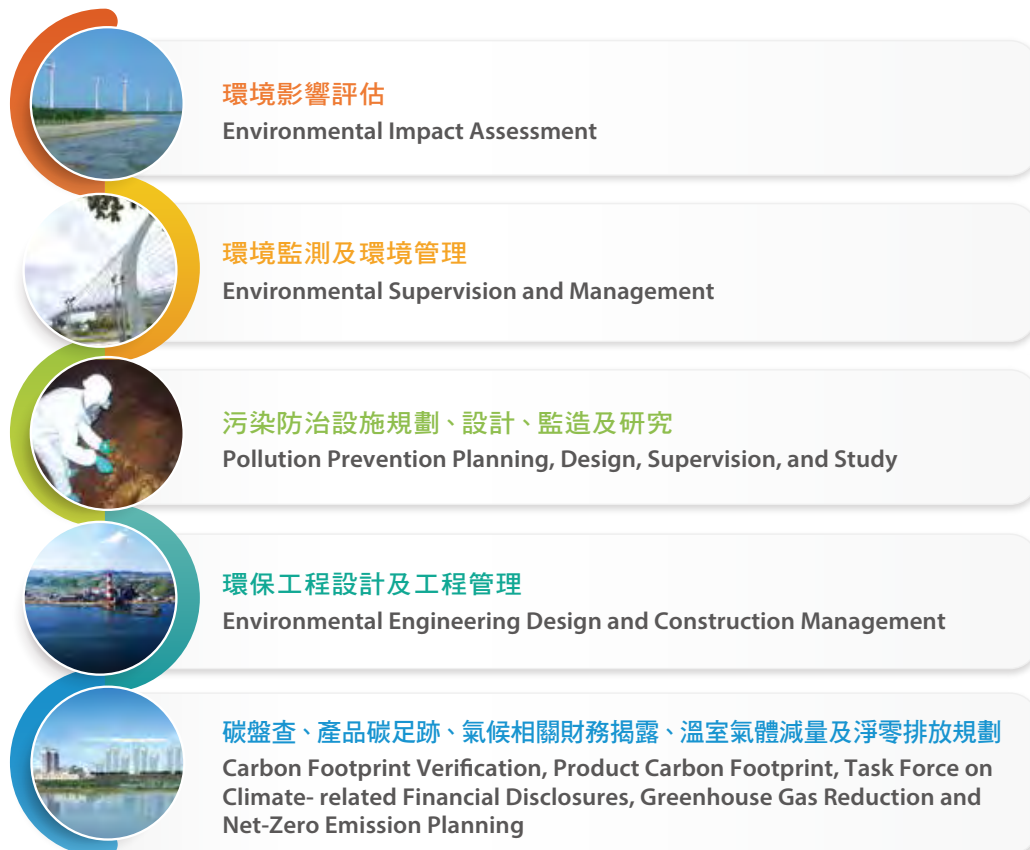 環境影響評估
Environmental Impact Assessment
環境監測及環境管理
Environmental Supervision and Management
污染防治設施規劃、設計、監造及研究
Pollution Prevention Planning, Design, Supervision, and Study
環保工程設計及工程管理
Environmental Engineering Design and Construction Management
碳盤查、產品碳足跡、氣候相關財務揭露、溫室氣體減量及淨零排放規劃
Carbon Footprint Verification, Product Carbon Footprint, Task Force on
Climate- related Financial Disclosures, Greenhouse Gas Reduction and
Net-Zero Emission Planning